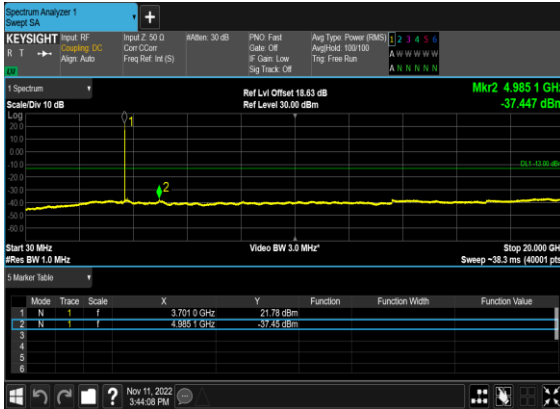 Spectrum Analyzer 1
Swept SA
KEYSIGHT
R T
Input: RF
Coupling: DC
Align: Auto
Input Z: 50 Ω
Corr CCorr
Freq Ref: Int (S)
#Atten: 30 dB
PNO: Fast
Gate: Off
IF Gain: Low
Sig Track: Off
Avg Type: Power (RMS)
Avg|Hold: 100/100
Trig: Free Run
1 2 3 4 5 6
A W W W W W
A N N N N N
1 Spectrum
Scale/Div 10 dB
Ref Lvl Offset 18.63 dB
Ref Level 30.00 dBm
Mkr2 4.985 1 GHz
-37.447 dBm
Log
20.0
10.0
0.00
-10.0
-20.0
-30.0
-40.0
-50.0
-60.0
1
2
DL1 -13.00 dBm
Start 30 MHz
#Res BW 1.0 MHz
Video BW 3.0 MHz*
Stop 20.000 GH
Sweep ~38.3 ms (40001 pts
5 Marker Table
Mode Trace Scale X Y Function Function Width Function Value
1 N 1 f 3.701 0 GHz 21.78 dBm
2 N 1 f 4.985 1 GHz -37.45 dBm
3
4
5
6
Nov 11, 2022
3:44:08 PM